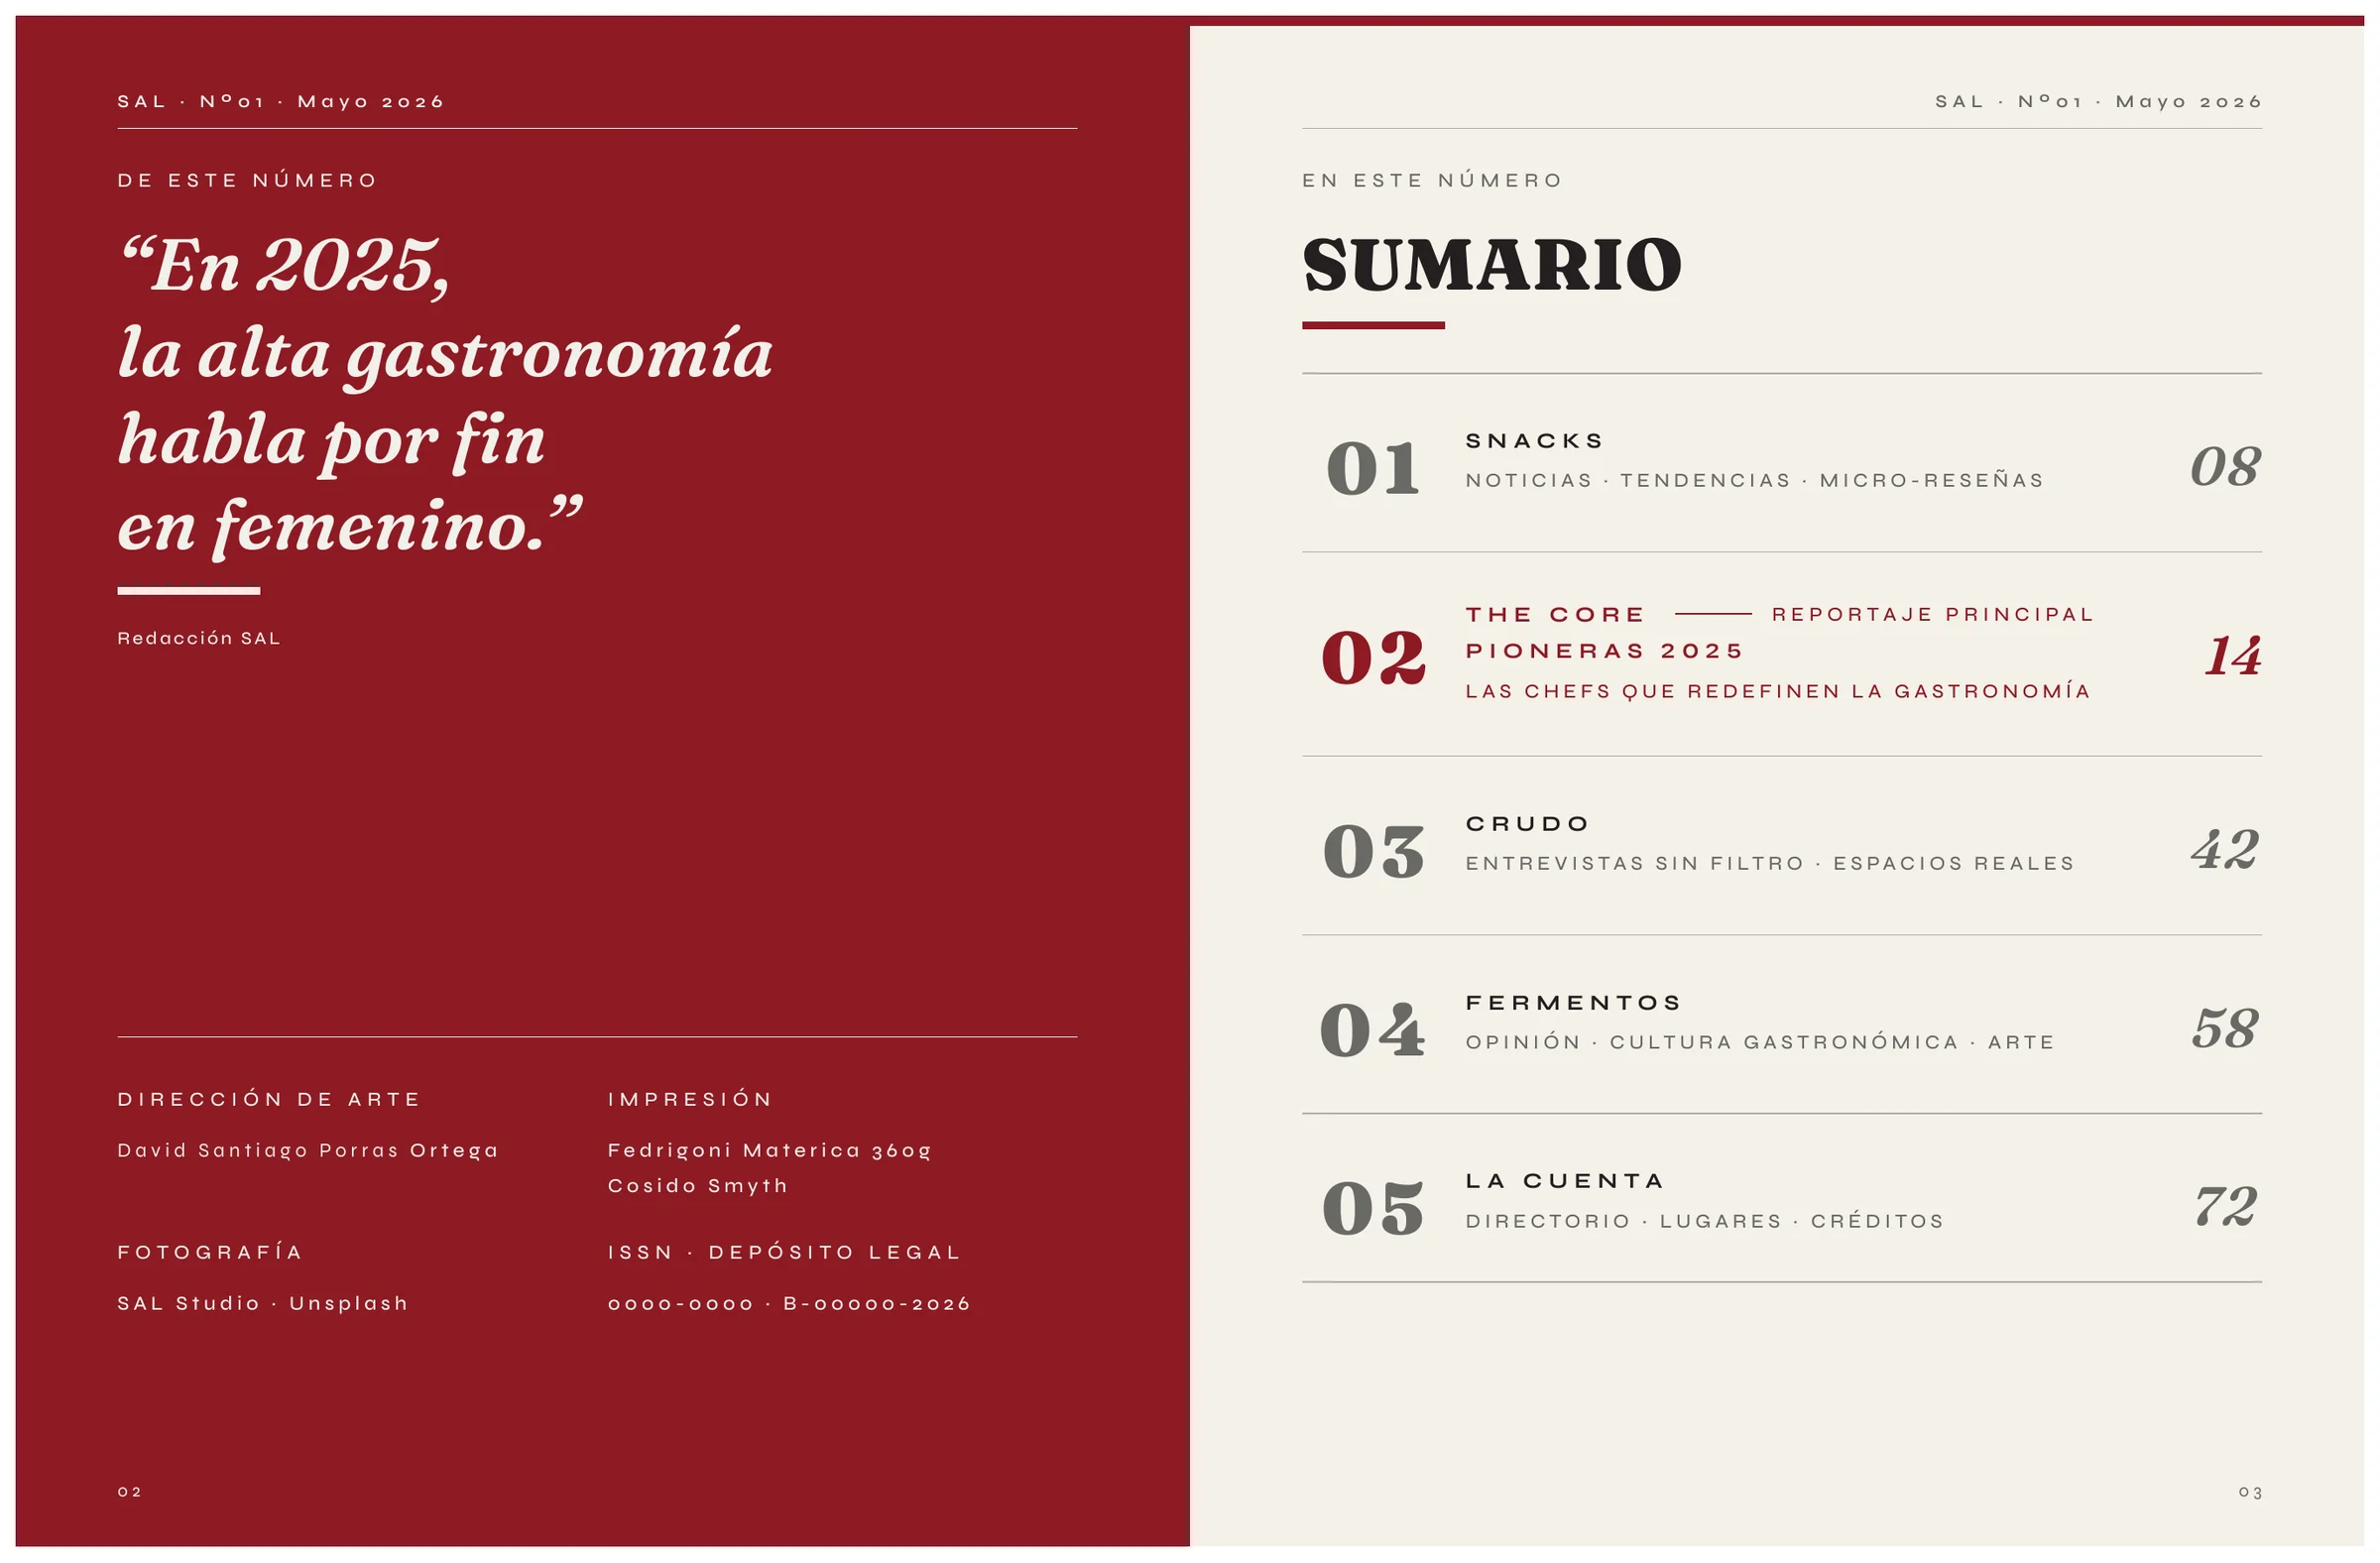 SAL · Nº01 · Mayo 2026
DE ESTE NÚMERO
“En 2025,
la alta gastronomía
habla por fin
en femenino.”
Redacción SAL
DIRECCIÓN DE ARTE
David Santiago Porras Ortega
IMPRESIÓN
Fedrigoni Materica 360g
Cosido Smyth
FOTOGRAFÍA
SAL Studio · Unsplash
ISSN · DEPÓSITO LEGAL
0000-0000 · B-00000-2026
02
SAL · Nº01 · Mayo 2026
EN ESTE NÚMERO
SUMARIO
01
SNACKS
NOTICIAS · TENDENCIAS · MICRO-RESEÑAS
08
02
THE CORE — REPORTAJE PRINCIPAL
PIONERAS 2025
LAS CHEFS QUE REDEFINEN LA GASTRONOMÍA
14
03
CRUDO
ENTREVISTAS SIN FILTRO · ESPACIOS REALES
42
04
FERMENTOS
OPINIÓN · CULTURA GASTRONÓMICA · ARTE
58
05
LA CUENTA
DIRECTORIO · LUGARES · CRÉDITOS
72
03